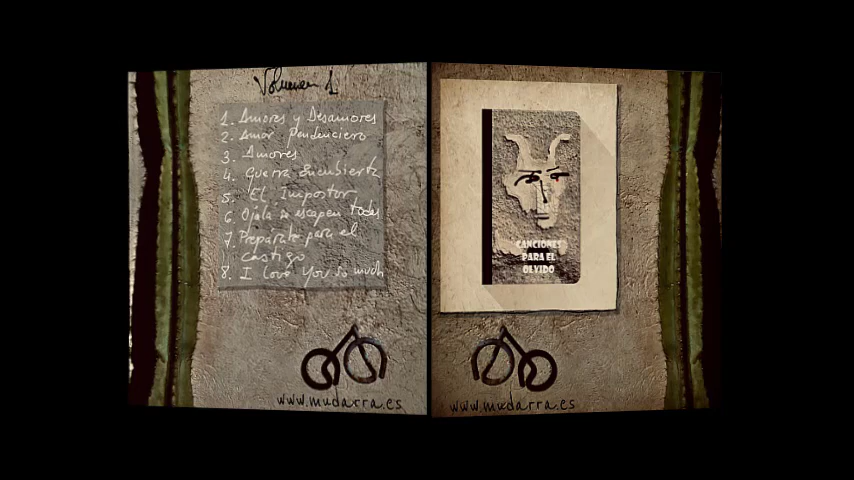 Volumen 1
1. Amores y Desamores
2. Amor pendenciero
3. Amores
4. Guerra Encubierta
5. El Impostor
6. Ojala se escapen todas
7. Prepárate para el
castigo
8. I love you so much
www.mudarra.es
CANCIONES
PARA EL
OLVIDO
www.mudarra.es